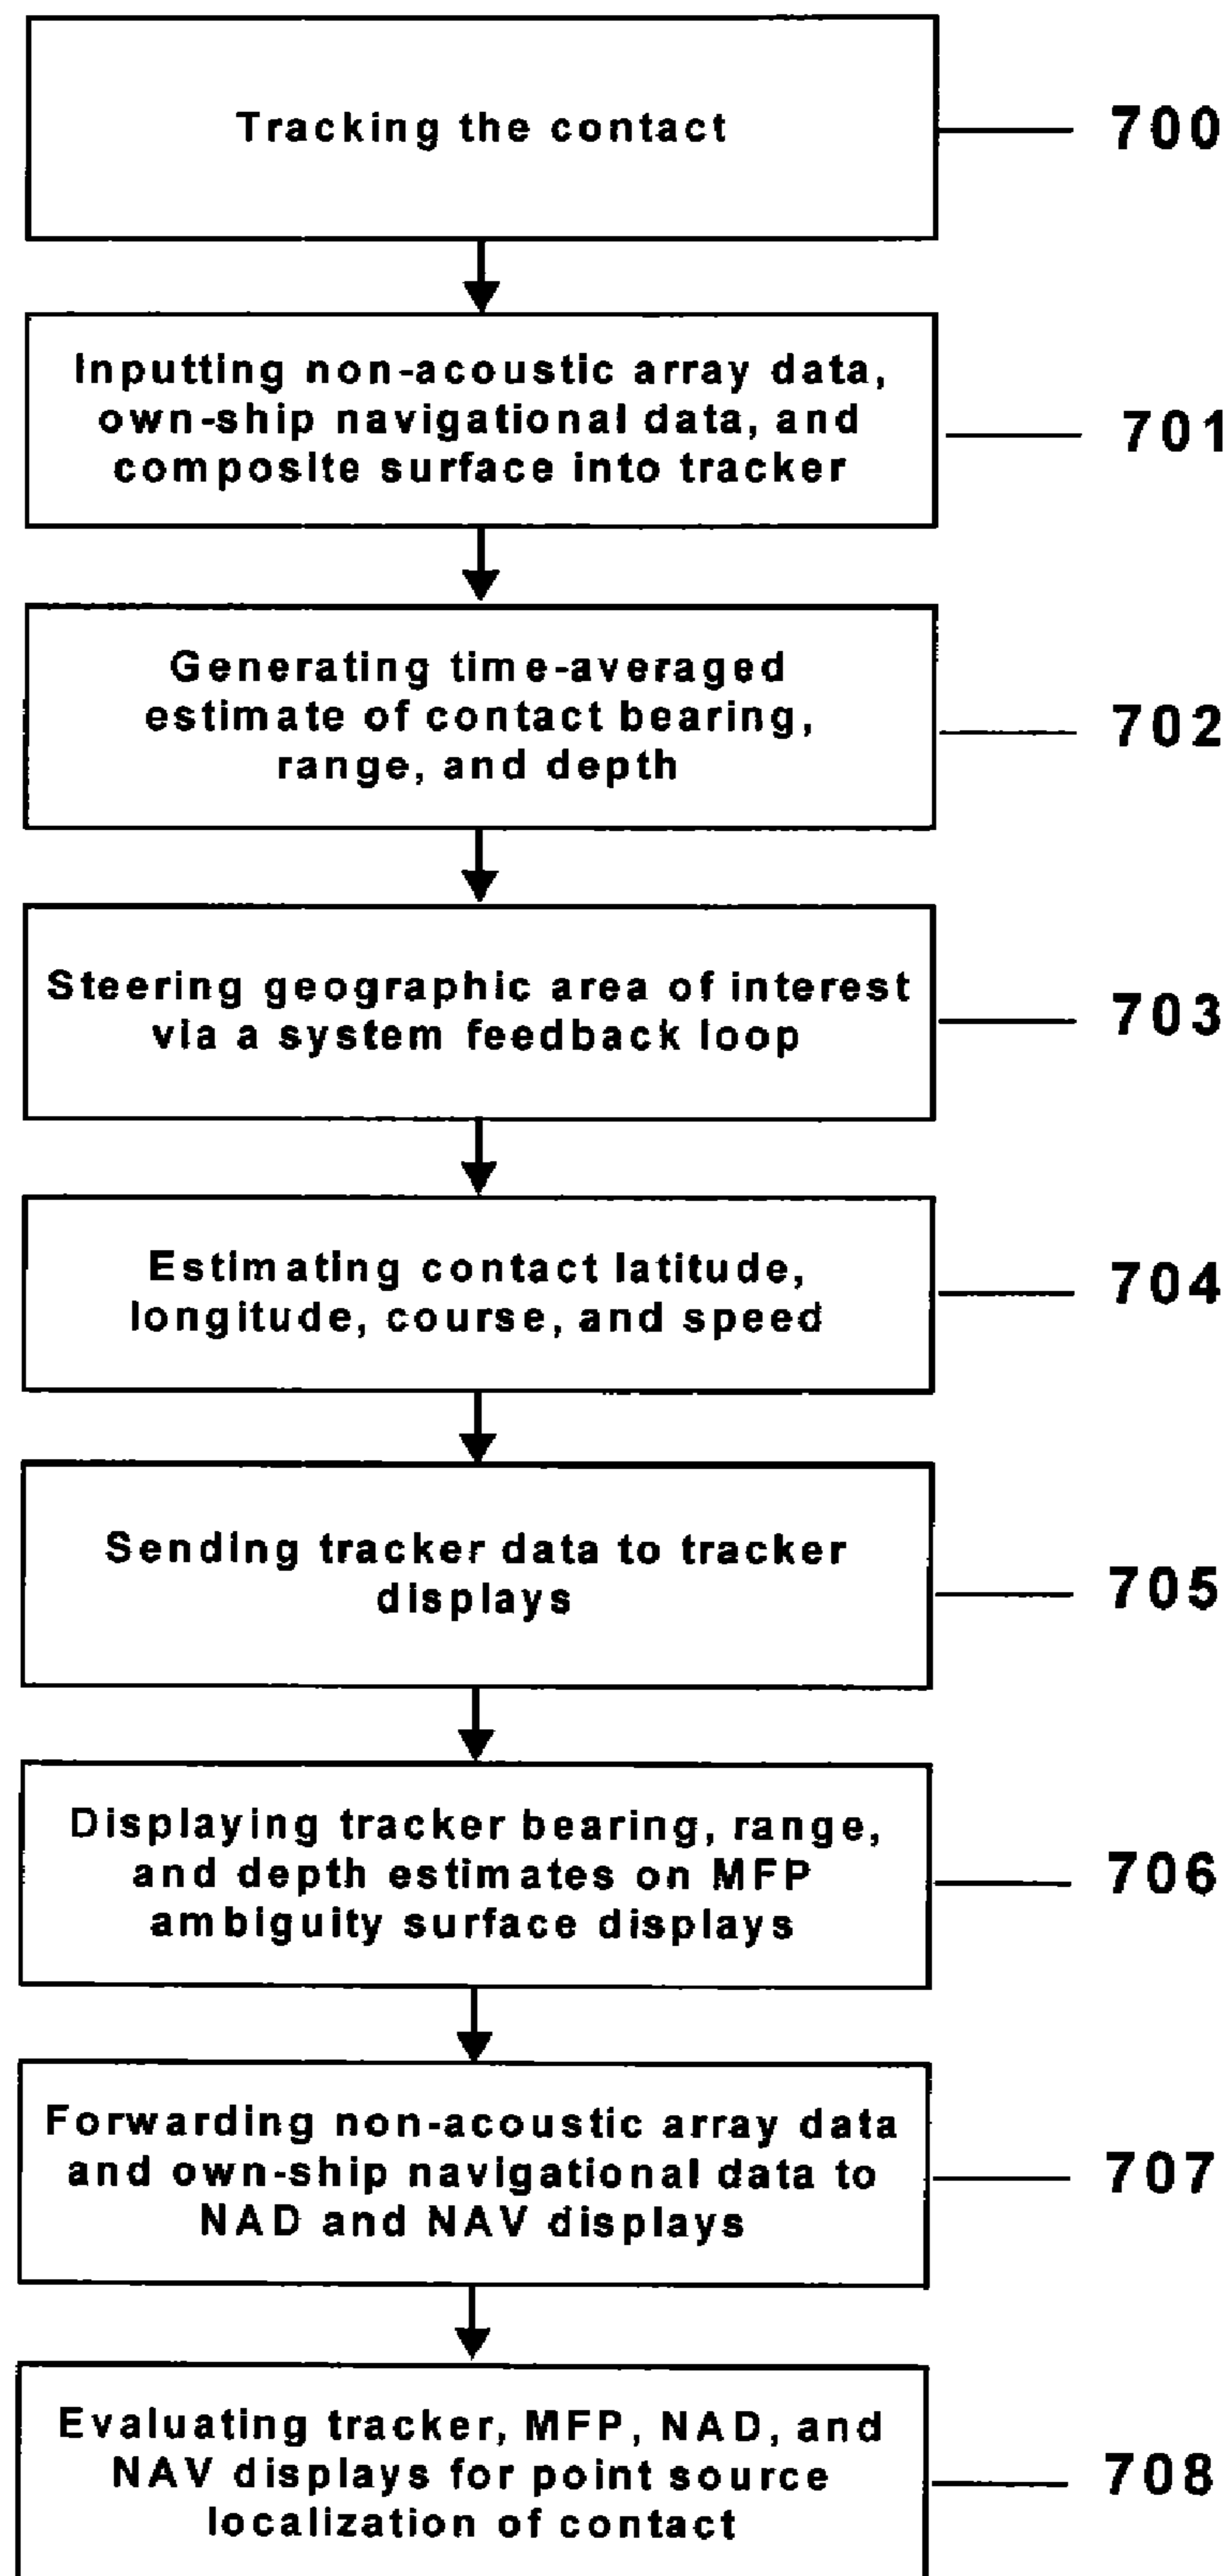 Tracking the contact
700
Inputting non-acoustic array data,
own-ship navigational data, and
composite surface into tracker
701
Generating time-averaged
estimate of contact bearing,
range, and depth
702
Steering geographic area of interest
via a system feedback loop
703
Estimating contact latitude,
longitude, course, and speed
704
Sending tracker data to tracker
displays
705
Displaying tracker bearing, range,
and depth estimates on MFP
ambiguity surface displays
706
Forwarding non-acoustic array data
and own-ship navigational data to
NAD and NAV displays
707
Evaluating tracker, MFP, NAD, and
NAV displays for point source
localization of contact
708